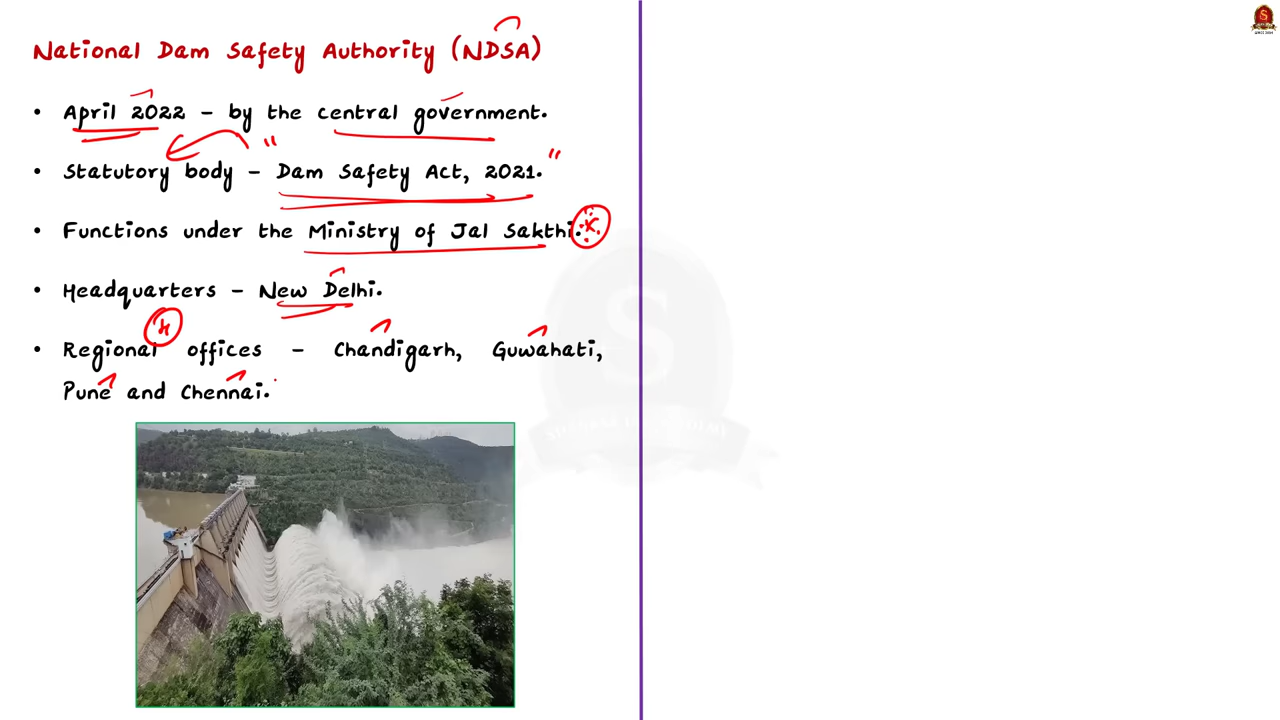 National Dam Safety Authority (NDSA)
• April 2022 – by the central government.
• Statutory body – "Dam Safety Act, 2021."
• Functions under the Ministry of Jal Sakthi.
• Headquarters – New Delhi.
4
• Regional offices – Chandigarh, Guwahati,
Pune and Chennai.